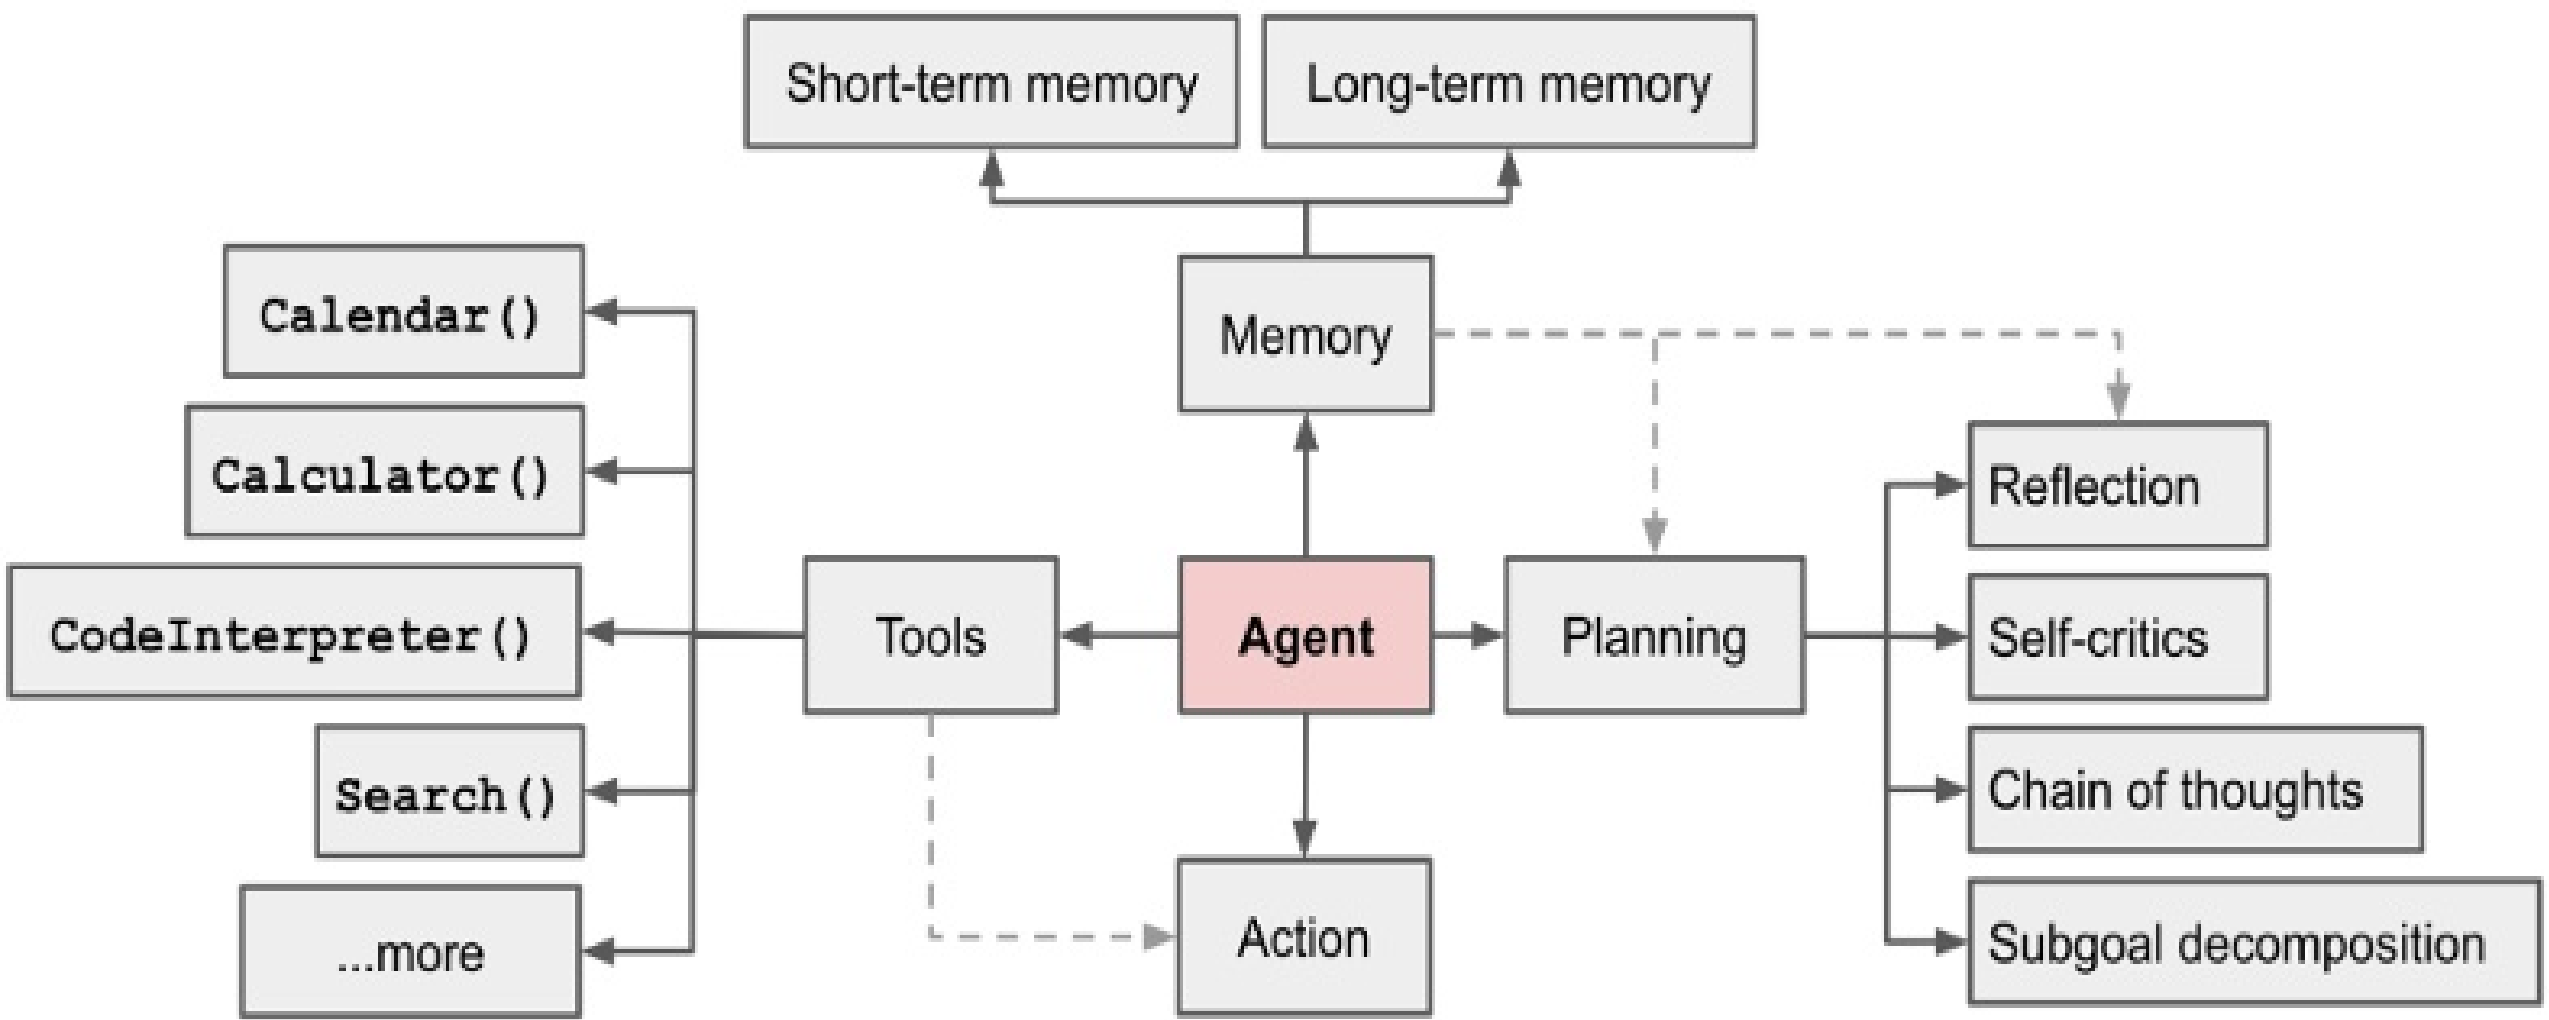 Short-term memory
Long-term memory
Calendar()
Memory
Calculator()
Reflection
CodeInterpreter()
Tools
Agent
Planning
Self-critics
Search()
Chain of thoughts
...more
Action
Subgoal decomposition